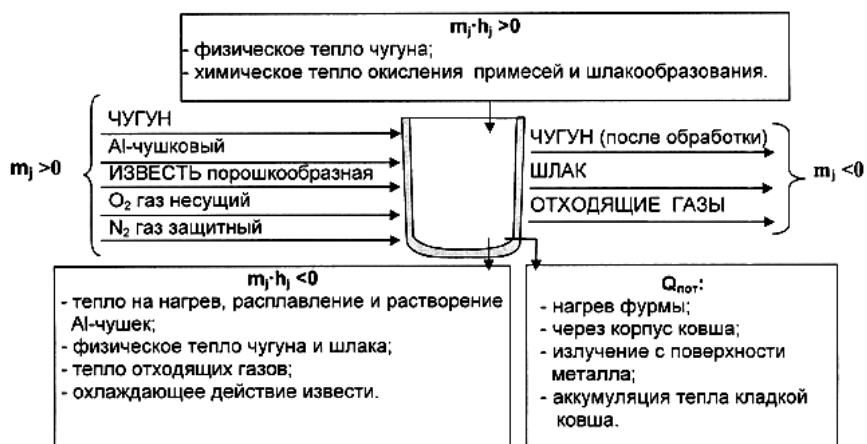 mⱼ·hⱼ >0
- физическое тепло чугуна;
- химическое тепло окисления примесей и шлакообразования.
mⱼ >0
ЧУГУН
Al-чушковый
ИЗВЕСТЬ порошкообразная
O₂ газ несущий
N₂ газ защитный
ЧУГУН (после обработки)
ШЛАК
ОТХОДЯЩИЕ ГАЗЫ
mⱼ <0
mⱼ·hⱼ <0
- тепло на нагрев, расплавление и растворение
Al-чушек;
- физическое тепло чугуна и шлака;
- тепло отходящих газов;
- охлаждающее действие извести.
Qпот:
- нагрев фурмы;
- через корпус ковша;
- излучение с поверхности
металла;
- аккумуляция тепла кладкой
ковша.